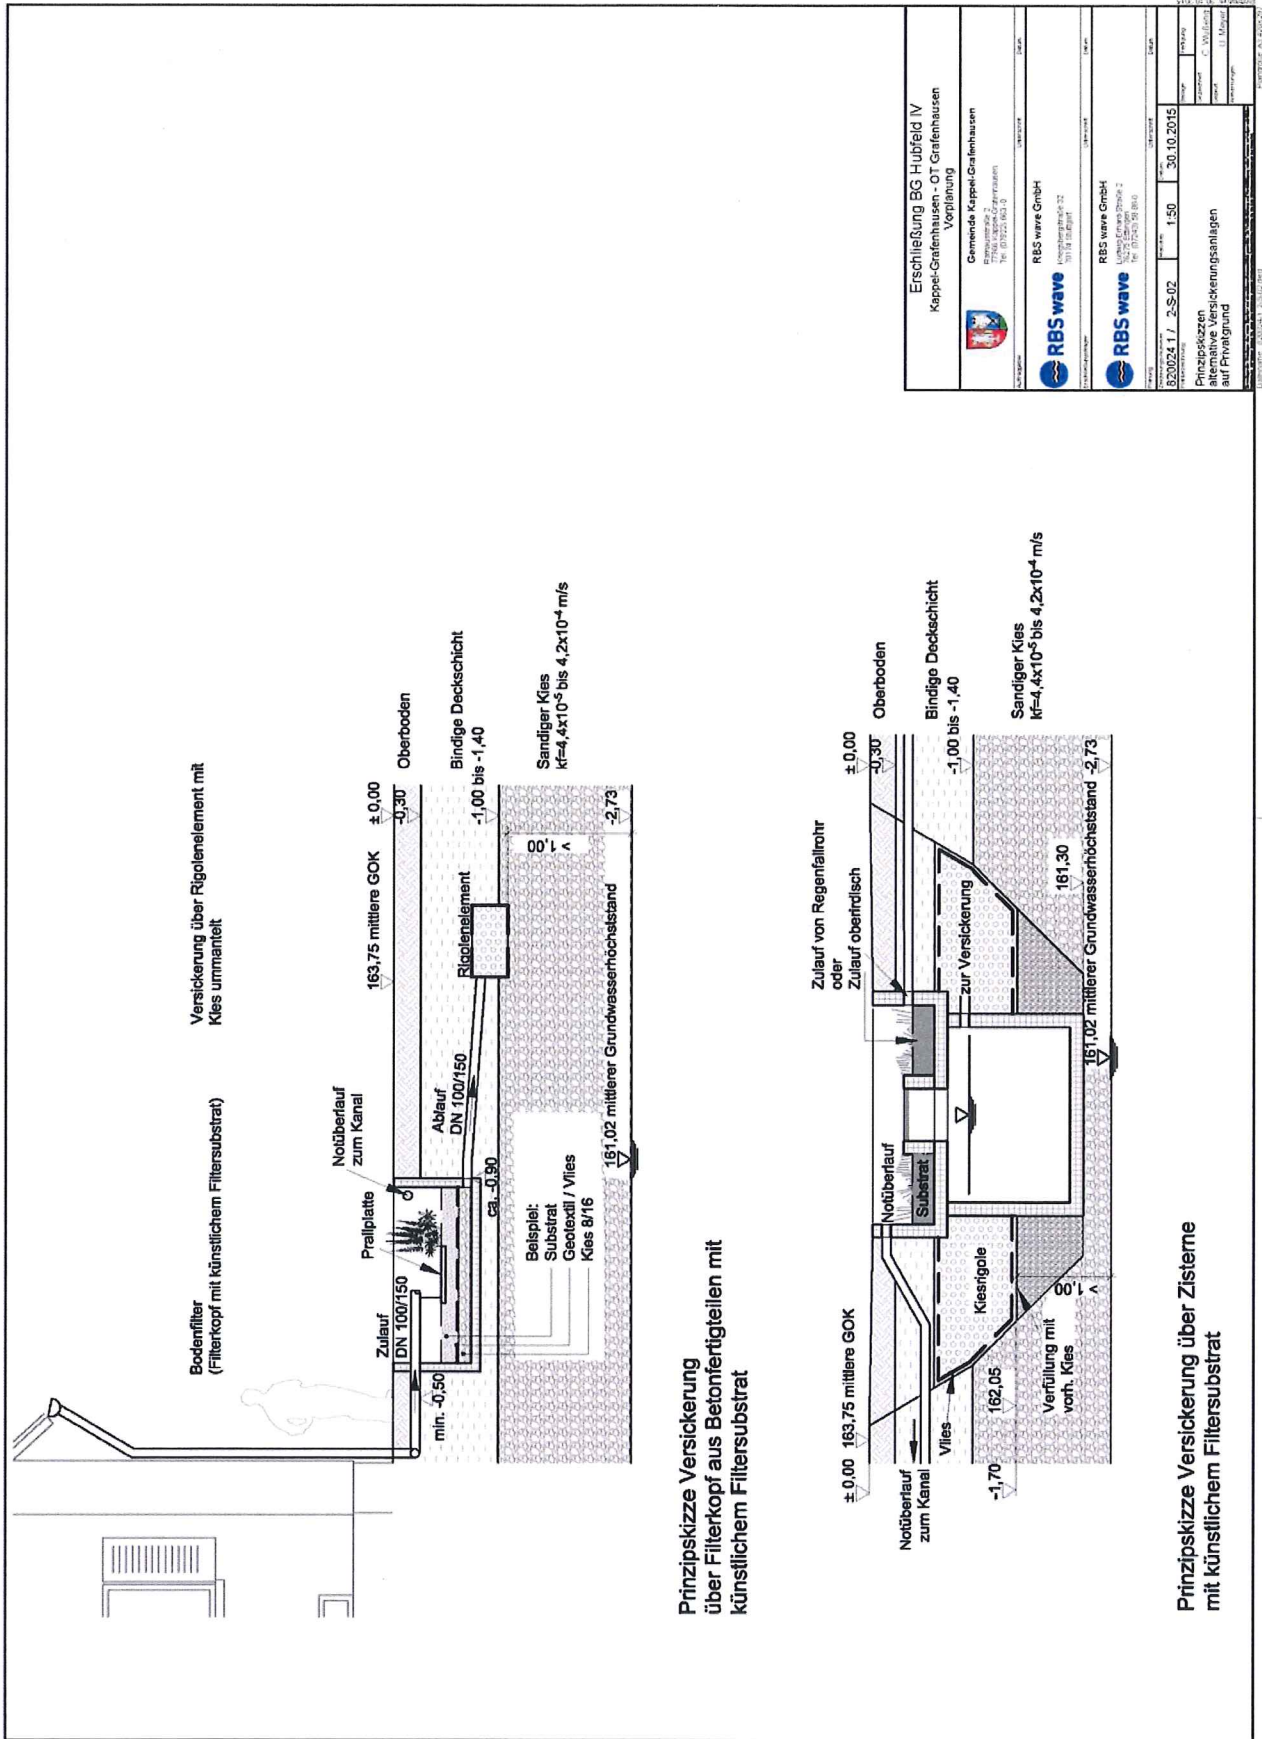 Bodenfilter
(Filterkopf mit künstlichem Filtersubstrat)
Versickerung über Rigolenelement mit
Kies ummantelt
Notüberlauf
zum Kanal
Prallplatte
Zulauf
DN 100/150
min. -0,50
163,75 mittlere GOK
± 0,00
-0,30
Oberboden
Ablauf
DN 100/150
ca. -0,90
Rigolenelement
Bindige Deckschicht
-1,00 bis -1,40
> 1,00
Sandiger Kies
kf=4,4x10-5 bis 4,2x10-4 m/s
Beispiel:
Substrat
Geotextil / Vlies
Kies 8/16
161,02 mittlerer Grundwasserhöchststand
-2,73
Prinzipskizze Versickerung
über Filterkopf aus Betonfertigteilen mit
künstlichem Filtersubstrat
Zulauf von Regenfallrohr
oder
Zulauf oberirdisch
± 0,00
163,75 mittlere GOK
± 0,00
-0,30
Oberboden
Notüberlauf
zum Kanal
Notüberlauf
Substrat
Bindige Deckschicht
-1,00 bis -1,40
Vlies
Kiesrigole
zur Versickerung
-1,70
162,05
Verfüllung mit
vorh. Kies
> 1,00
161,30
Sandiger Kies
kf=4,4x10-5 bis 4,2x10-4 m/s
161,02 mittlerer Grundwasserhöchststand
-2,73
Prinzipskizze Versickerung über Zisterne
mit künstlichem Filtersubstrat
Erschließung BG Hubfeld IV
Kappel-Grafenhausen - OT Grafenhausen
Vorplanung
Gemeinde Kappel-Grafenhausen
RBS wave
RBS wave GmbH
RBS wave
RBS wave GmbH
820024 1 / 2-S-02
1:50
30.10.2015
Prinzipskizzen
alternative Versickerungsanlagen
auf Privatgrund